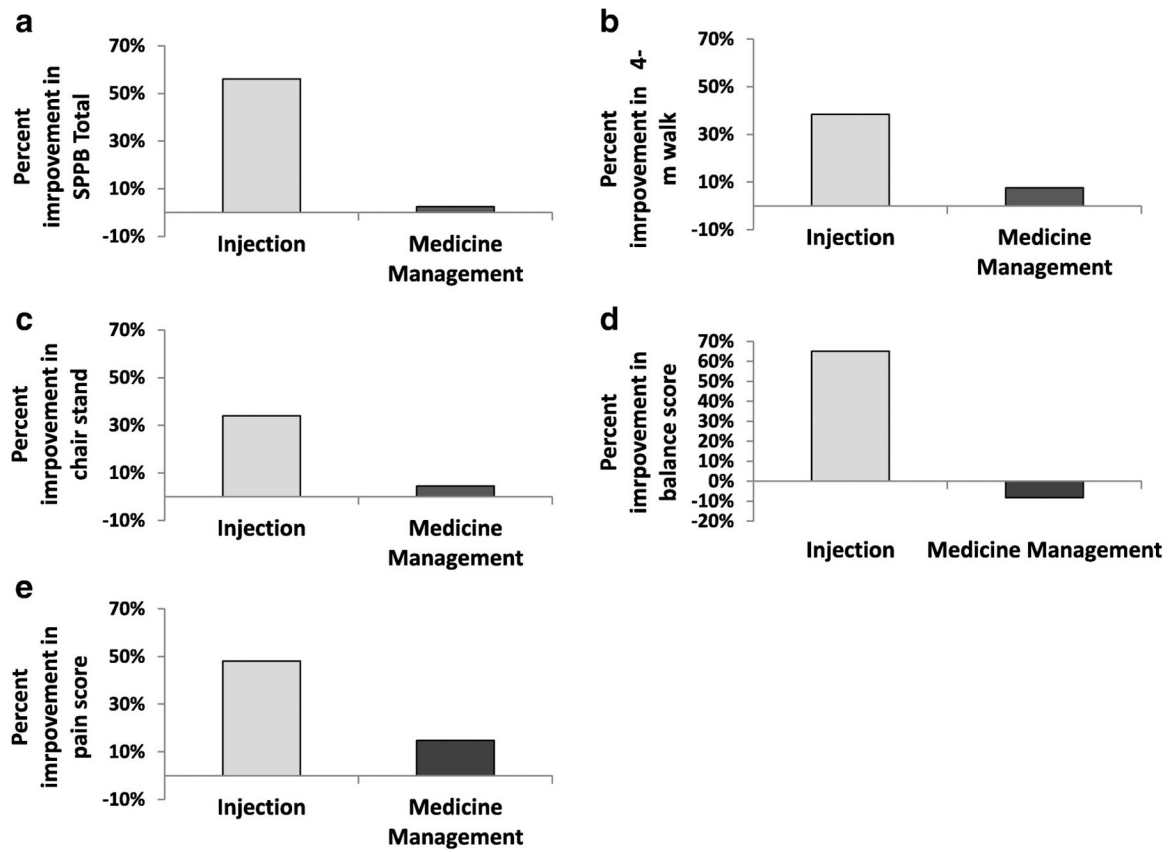 a
Percent
imrpovement in
SPPB Total
70%
50%
30%
10%
-10%
Injection
Medicine
Management
b
Percent
imrpovement in 4-
m walk
70%
50%
30%
10%
-10%
Injection
Medicine
Management
c
Percent
imrpovement in
chair stand
70%
50%
30%
10%
-10%
Injection
Medicine
Management
d
Percent
imrpovement in
balance score
70%
60%
50%
40%
30%
20%
10%
0%
-10%
-20%
Injection
Medicine Management
e
Percent
imrpovement in
pain score
70%
50%
30%
10%
-10%
Injection
Medicine
Management